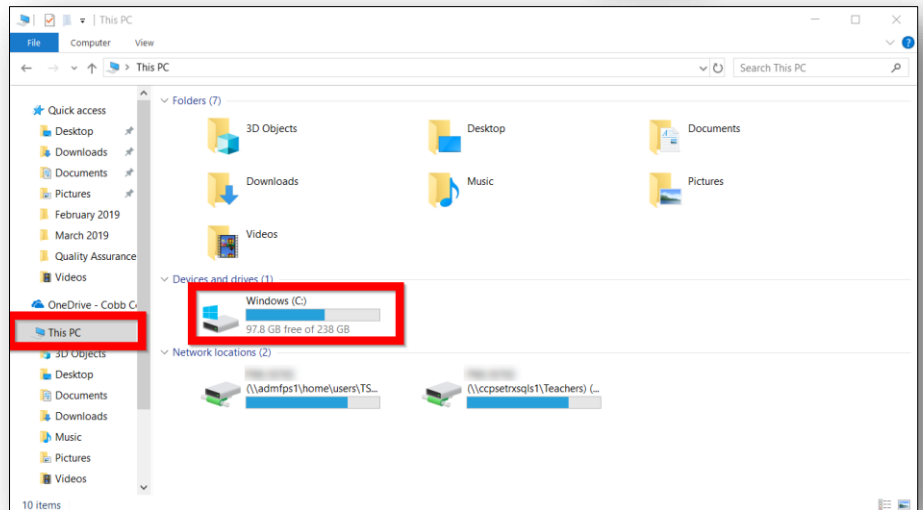 This PC
File Computer View
This PC Search This PC
Quick access
Desktop
Downloads
Documents
Pictures
February 2019
March 2019
Quality Assurance
Videos
OneDrive - Cobb C
This PC
3D Objects
Desktop
Documents
Downloads
Music
Pictures
Videos
Folders (7)
3D Objects Desktop Documents
Downloads Music Pictures
Videos
Devices and drives (1)
Windows (C:)
97.8 GB free of 238 GB
Network locations (2)
(\\admfps1\home\users\TS... (\\ccpsetrxsqls1\Teachers) (...
10 items